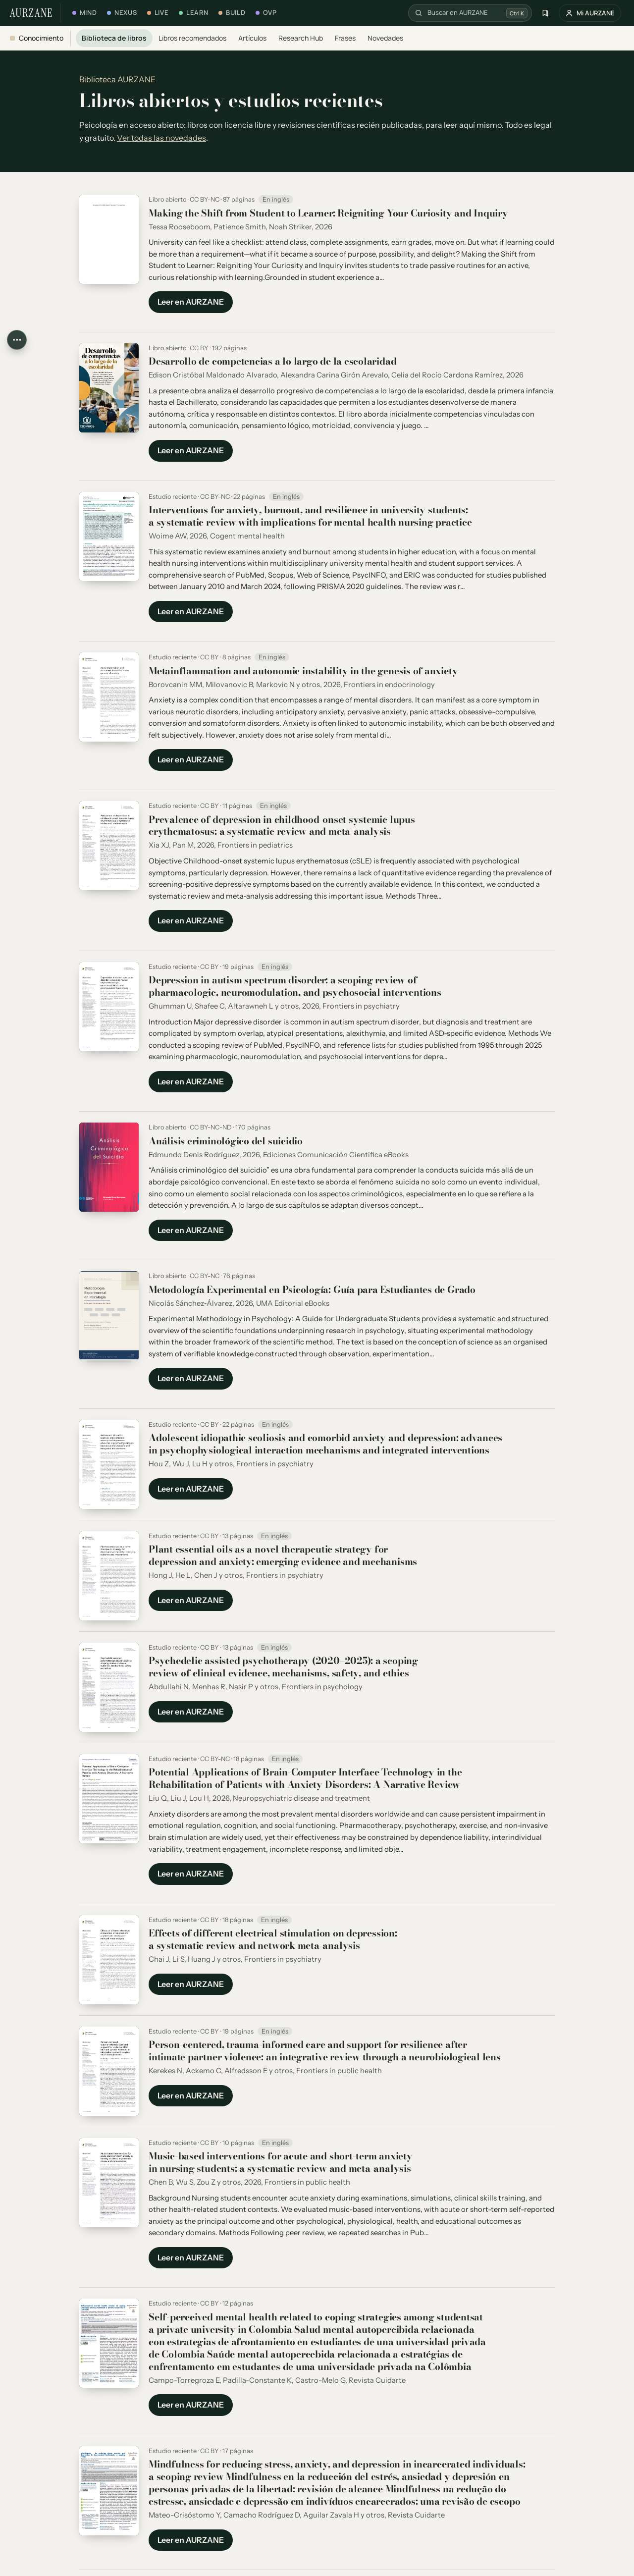 AURZANE
MIND NEXUS LIVE LEARN BUILD OVP
Buscar en AURZANE Ctrl K
Mi AURZANE
Conocimiento Biblioteca de libros Libros recomendados Artículos Research Hub Frases Novedades
Biblioteca AURZANE
Libros abiertos y estudios recientes
Psicología en acceso abierto: libros con licencia libre y revisiones científicas recién publicadas, para leer aquí mismo. Todo es legal
y gratuito. Ver todas las novedades.
Libro abierto · CC BY-NC · 87 páginas En inglés
Making the Shift from Student to Learner: Reigniting Your Curiosity and Inquiry
Tessa Rooseboom, Patience Smith, Noah Striker, 2026
University can feel like a checklist: attend class, complete assignments, earn grades, move on. But what if learning could
be more than a requirement—what if it became a source of purpose, possibility, and delight? Making the Shift from
Student to Learner: Reigniting Your Curiosity and Inquiry invites students to trade passive routines for an active,
curious relationship with learning.Grounded in student experience a...
Leer en AURZANE
Desarrollo
de competencias
a lo largo de la
escolaridad
Libro abierto · CC BY · 192 páginas
Desarrollo de competencias a lo largo de la escolaridad
Edison Cristóbal Maldonado Alvarado, Alexandra Carina Girón Arevalo, Celia del Rocío Cardona Ramírez, 2026
La presente obra analiza el desarrollo progresivo de competencias a lo largo de la escolaridad, desde la primera infancia
hasta el Bachillerato, considerando las capacidades que permiten a los estudiantes desenvolverse de manera
autónoma, crítica y responsable en distintos contextos. El libro aborda inicialmente competencias vinculadas con
autonomía, comunicación, pensamiento lógico, motricidad, convivencia y juego. ...
Leer en AURZANE
Estudio reciente · CC BY-NC · 22 páginas En inglés
Interventions for anxiety, burnout, and resilience in university students:
a systematic review with implications for mental health nursing practice
Woime AW, 2026, Cogent mental health
This systematic review examines anxiety and burnout among students in higher education, with a focus on mental
health nursing interventions within multidisciplinary university mental health and student support services. A
comprehensive search of PubMed, Scopus, Web of Science, PsycINFO, and ERIC was conducted for studies published
between January 2010 and March 2024, following PRISMA 2020 guidelines. The review was r...
Leer en AURZANE
Estudio reciente · CC BY · 8 páginas En inglés
Metainflammation and autonomic instability in the genesis of anxiety
Borovcanin MM, Milovanovic B, Markovic N y otros, 2026, Frontiers in endocrinology
Anxiety is a complex condition that encompasses a range of mental disorders. It can manifest as a core symptom in
various neurotic disorders, including anticipatory anxiety, pervasive anxiety, panic attacks, obsessive-compulsive,
conversion and somatoform disorders. Anxiety is often linked to autonomic instability, which can be both observed and
felt subjectively. However, anxiety does not arise solely from mental di...
Leer en AURZANE
Estudio reciente · CC BY · 11 páginas En inglés
Prevalence of depression in childhood-onset systemic lupus
erythematosus: a systematic review and meta-analysis
Xia XJ, Pan M, 2026, Frontiers in pediatrics
Objective Childhood-onset systemic lupus erythematosus (cSLE) is frequently associated with psychological
symptoms, particularly depression. However, there remains a lack of quantitative evidence regarding the prevalence of
screening-positive depressive symptoms based on the currently available evidence. In this context, we conducted a
systematic review and meta-analysis addressing this important issue. Methods Three...
Leer en AURZANE
Estudio reciente · CC BY · 19 páginas En inglés
Depression in autism spectrum disorder: a scoping review of
pharmacologic, neuromodulation, and psychosocial interventions
Ghumman U, Shafee C, Altarawneh L y otros, 2026, Frontiers in psychiatry
Introduction Major depressive disorder is common in autism spectrum disorder, but diagnosis and treatment are
complicated by symptom overlap, atypical presentations, alexithymia, and limited ASD-specific evidence. Methods We
conducted a scoping review of PubMed, PsycINFO, and reference lists for studies published from 1995 through 2025
examining pharmacologic, neuromodulation, and psychosocial interventions for depre...
Leer en AURZANE
Análisis
Criminológico
del Suicidio
Libro abierto · CC BY-NC-ND · 170 páginas
Análisis criminológico del suicidio
Edmundo Denis Rodríguez, 2026, Ediciones Comunicación Científica eBooks
“Análisis criminológico del suicidio” es una obra fundamental para comprender la conducta suicida más allá de un
abordaje psicológico convencional. En este texto se aborda el fenómeno suicida no solo como un evento individual,
sino como un elemento social relacionada con los aspectos criminológicos, especialmente en lo que se refiere a la
detección y prevención. A lo largo de sus capítulos se adaptan diversos concept...
Leer en AURZANE
Metodología
Experimental
en Psicología
Libro abierto · CC BY-NC · 76 páginas
Metodología Experimental en Psicología: Guía para Estudiantes de Grado
Nicolás Sánchez-Álvarez, 2026, UMA Editorial eBooks
Experimental Methodology in Psychology: A Guide for Undergraduate Students provides a systematic and structured
overview of the scientific foundations underpinning research in psychology, situating experimental methodology
within the broader framework of the scientific method. The text is based on the conception of science as an organised
system of verifiable knowledge constructed through observation, experimentation...
Leer en AURZANE
Estudio reciente · CC BY · 22 páginas En inglés
Adolescent idiopathic scoliosis and comorbid anxiety and depression: advances
in psychophysiological interaction mechanisms and integrated interventions
Hou Z, Wu J, Lu H y otros, Frontiers in psychiatry
Leer en AURZANE
Estudio reciente · CC BY · 13 páginas En inglés
Plant essential oils as a novel therapeutic strategy for
depression and anxiety: emerging evidence and mechanisms
Hong J, He L, Chen J y otros, Frontiers in psychiatry
Leer en AURZANE
Estudio reciente · CC BY · 13 páginas En inglés
Psychedelic-assisted psychotherapy (2020–2025): a scoping
review of clinical evidence, mechanisms, safety, and ethics
Abdullahi N, Menhas R, Nasir P y otros, Frontiers in psychology
Leer en AURZANE
Estudio reciente · CC BY-NC · 18 páginas En inglés
Potential Applications of Brain-Computer Interface Technology in the
Rehabilitation of Patients with Anxiety Disorders: A Narrative Review
Liu Q, Liu J, Lou H, 2026, Neuropsychiatric disease and treatment
Anxiety disorders are among the most prevalent mental disorders worldwide and can cause persistent impairment in
emotional regulation, cognition, and social functioning. Pharmacotherapy, psychotherapy, exercise, and non-invasive
brain stimulation are widely used, yet their effectiveness may be constrained by dependence liability, interindividual
variability, treatment engagement, incomplete response, and limited obje...
Leer en AURZANE
Estudio reciente · CC BY · 18 páginas En inglés
Effects of different electrical stimulation on depression:
a systematic review and network meta-analysis
Chai J, Li S, Huang J y otros, Frontiers in psychiatry
Leer en AURZANE
Estudio reciente · CC BY · 19 páginas En inglés
Person-centered, trauma-informed care and support for resilience after
intimate partner violence: an integrative review through a neurobiological lens
Kerekes N, Ackerno C, Alfredsson E y otros, Frontiers in public health
Leer en AURZANE
Estudio reciente · CC BY · 10 páginas En inglés
Music-based interventions for acute and short-term anxiety
in nursing students: a systematic review and meta-analysis
Chen B, Wu S, Zou Z y otros, 2026, Frontiers in public health
Background Nursing students encounter acute anxiety during examinations, simulations, clinical skills training, and
other health-related student contexts. We evaluated music-based interventions, with acute or short-term self-reported
anxiety as the principal outcome and other psychological, physiological, health, and educational outcomes as
secondary domains. Methods Following peer review, we repeated searches in Pub...
Leer en AURZANE
Estudio reciente · CC BY · 12 páginas
Self-perceived mental health related to coping strategies among studentsat
a private university in Colombia Salud mental autopercibida relacionada
con estrategias de afrontamiento en estudiantes de una universidad privada
de Colombia Saúde mental autopercebida relacionada a estratégias de
enfrentamento em estudantes de uma universidade privada na Colômbia
Campo-Torregroza E, Padilla-Constante K, Castro-Melo G, Revista Cuidarte
Leer en AURZANE
Estudio reciente · CC BY · 17 páginas
Mindfulness for reducing stress, anxiety, and depression in incarcerated individuals:
a scoping review Mindfulness en la reducción del estrés, ansiedad y depresión en
personas privadas de la libertad: revisión de alcance Mindfulness na redução do
estresse, ansiedade e depressão em indivíduos encarcerados: uma revisão de escopo
Mateo-Crisóstomo Y, Camacho Rodríguez D, Aguilar Zavala H y otros, Revista Cuidarte
Leer en AURZANE